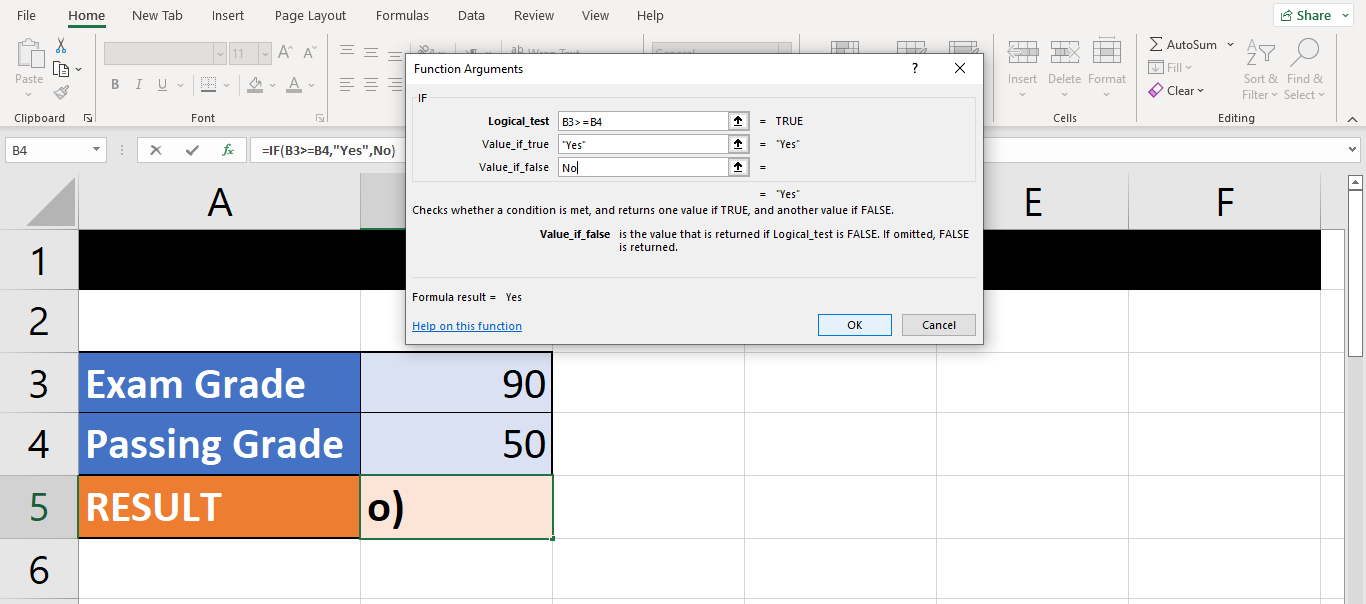 File Home New Tab Insert Page Layout Formulas Data Review View Help Share
Paste
Clipboard
11 A A
B I U A
Font
ab Wrap Text
General
Insert Delete Format
Cells
AutoSum
Fill
Clear
Sort & Filter
Find & Select
Editing
B4 fx =IF(B3>=B4,"Yes",No)
Function Arguments ?
IF
Logical_test B3>=B4 = TRUE
Value_if_true "Yes" = "Yes"
Value_if_false No =
= "Yes"
Checks whether a condition is met, and returns one value if TRUE, and another value if FALSE.
Value_if_false is the value that is returned if Logical_test is FALSE. If omitted, FALSE
is returned.
Formula result = Yes
Help on this function OK Cancel
A E F
1
2
3 Exam Grade 90
4 Passing Grade 50
5 RESULT o)
6